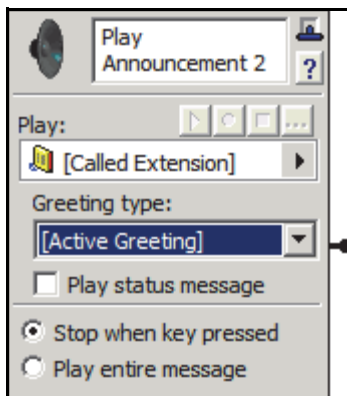 Play
Announcement 2
?
Play:
...
[Called Extension]
Greeting type:
[Active Greeting]
Play status message
Stop when key pressed
Play entire message